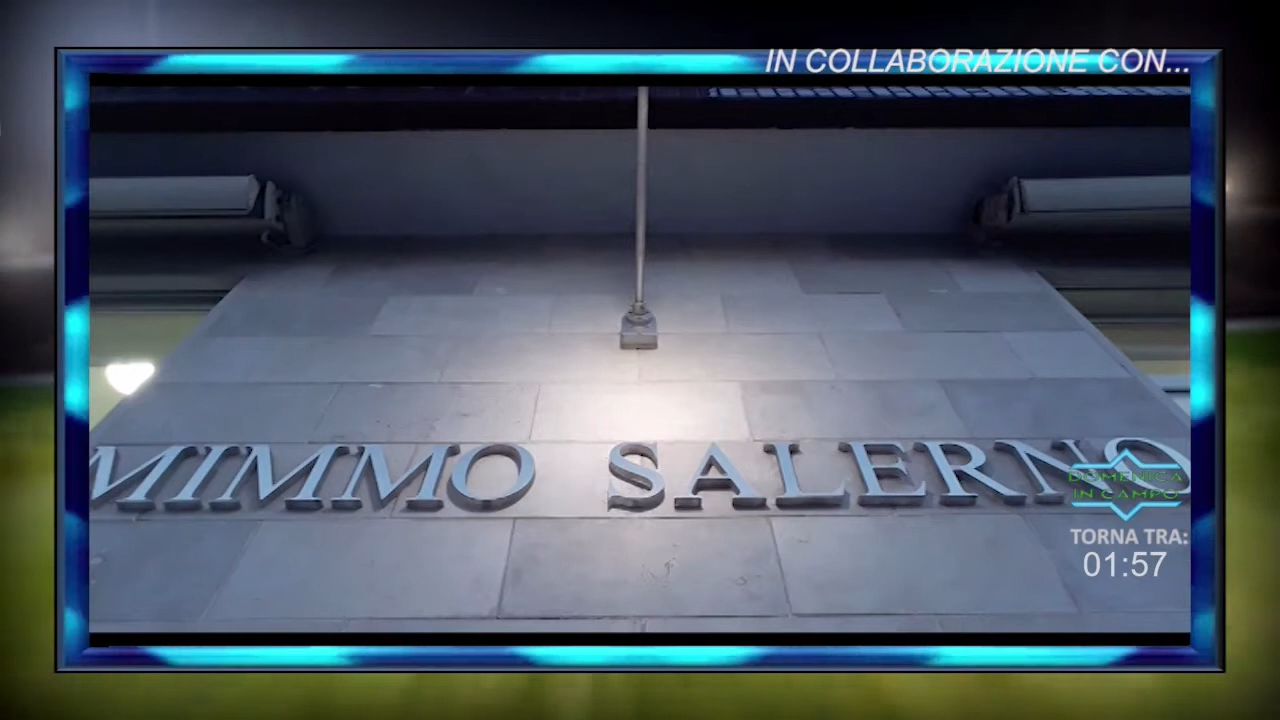 IN COLLABORAZIONE CON...
MIMMO SALERNO
DOMENICA
IN CAMPO
TORNA TRA:
01:57